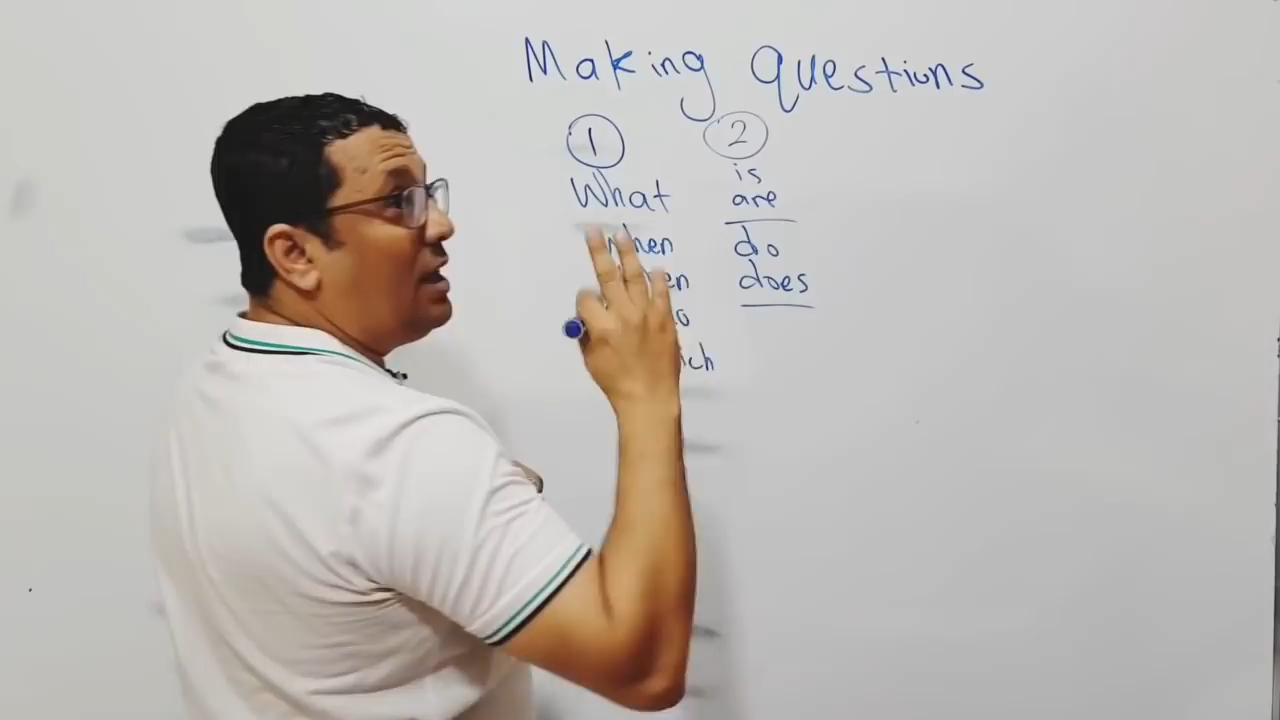 Making Questions
1 2
What is
are
when do
does